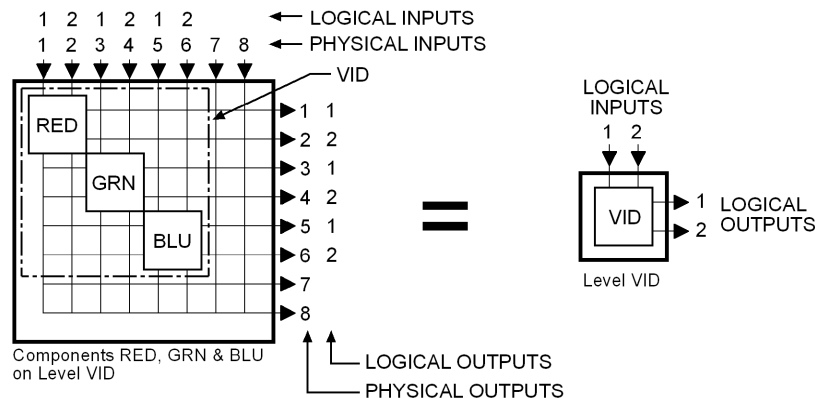 1 2 1 2 1 2 LOGICAL INPUTS
1 2 3 4 5 6 7 8 PHYSICAL INPUTS
VID
RED
GRN
BLU
1 1
2 2
3 1
4 2
5 1
6 2
7
8
LOGICAL OUTPUTS
PHYSICAL OUTPUTS
Components RED, GRN & BLU
on Level VID
=
LOGICAL
INPUTS
1 2
VID
1
2
LOGICAL
OUTPUTS
Level VID